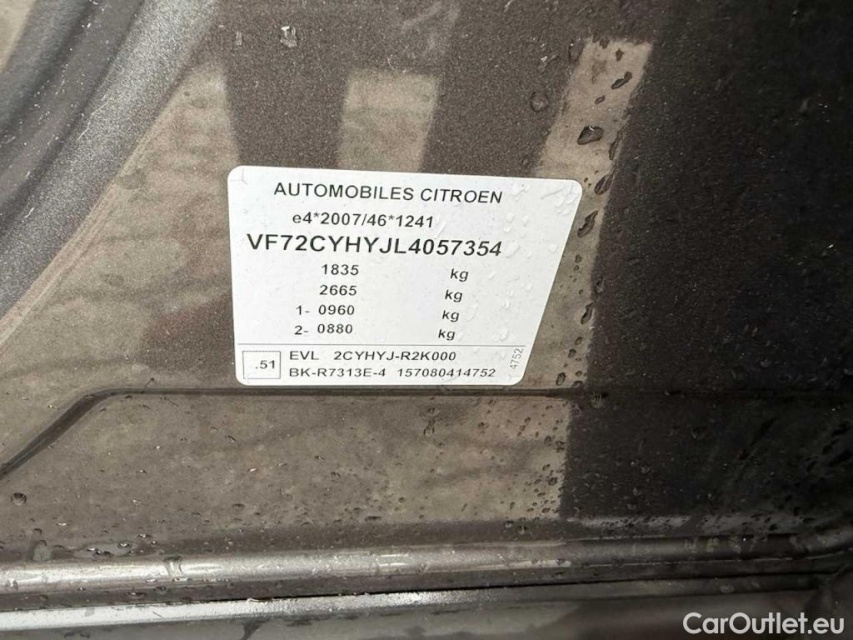 AUTOMOBILES CITROEN
e4*2007/46*1241
VF72CYHYJL4057354
1835 kg
2665 kg
1- 0960 kg
2- 0880 kg
.51 EVL 2CYHYJ-R2K000
BK-R7313E-4 157080414752
4752
CarOutlet.eu